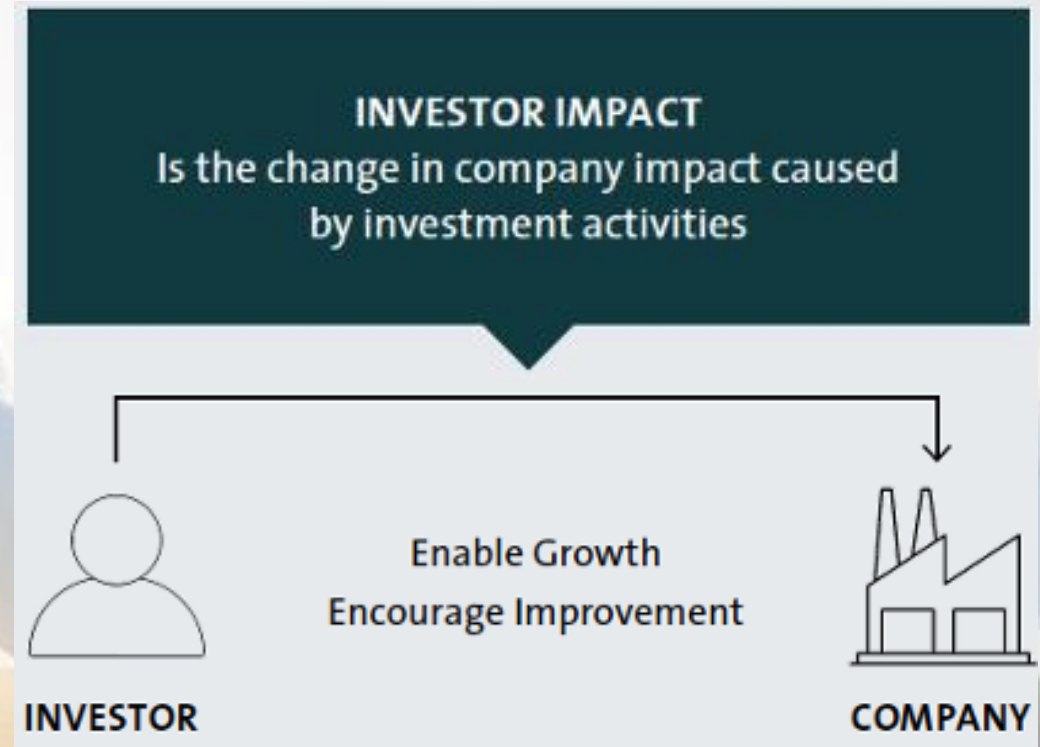 INVESTOR IMPACT
Is the change in company impact caused
by investment activities
Enable Growth
Encourage Improvement
INVESTOR
COMPANY